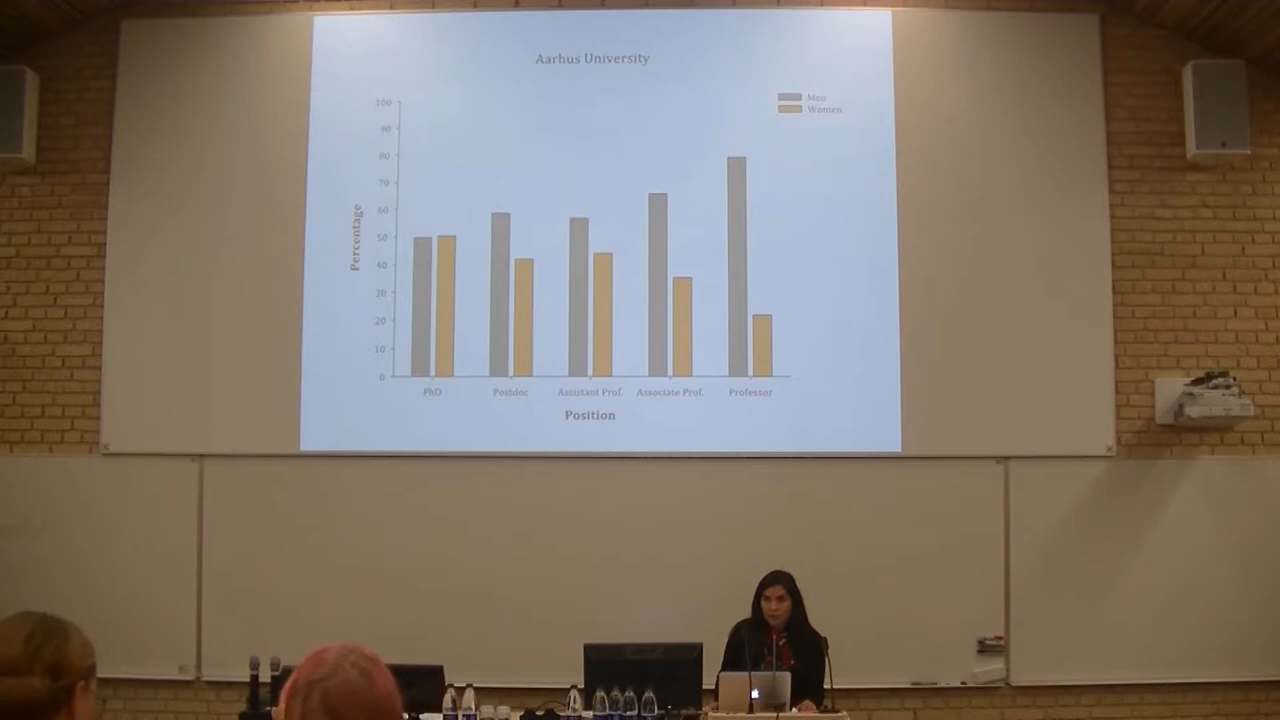 Aarhus University
Men
Women
100
90
80
70
60
50
40
30
20
10
0
Percentage
PhD
Postdoc
Assistant Prof.
Associate Prof.
Professor
Position